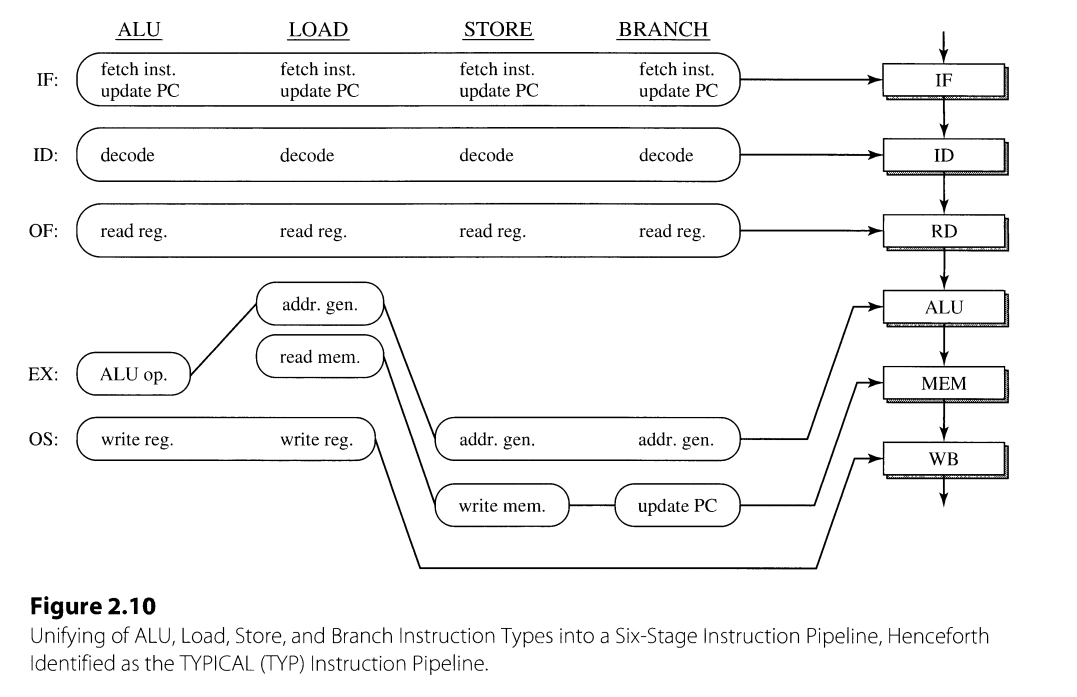 ALU LOAD STORE BRANCH
IF: fetch inst. fetch inst. fetch inst. fetch inst. IF
update PC update PC update PC update PC
ID: decode decode decode decode ID
OF: read reg. read reg. read reg. read reg. RD
addr. gen. ALU
read mem.
EX: ALU op. MEM
OS: write reg. write reg. addr. gen. addr. gen. WB
write mem. update PC
Figure 2.10
Unifying of ALU, Load, Store, and Branch Instruction Types into a Six-Stage Instruction Pipeline, Henceforth
Identified as the TYPICAL (TYP) Instruction Pipeline.